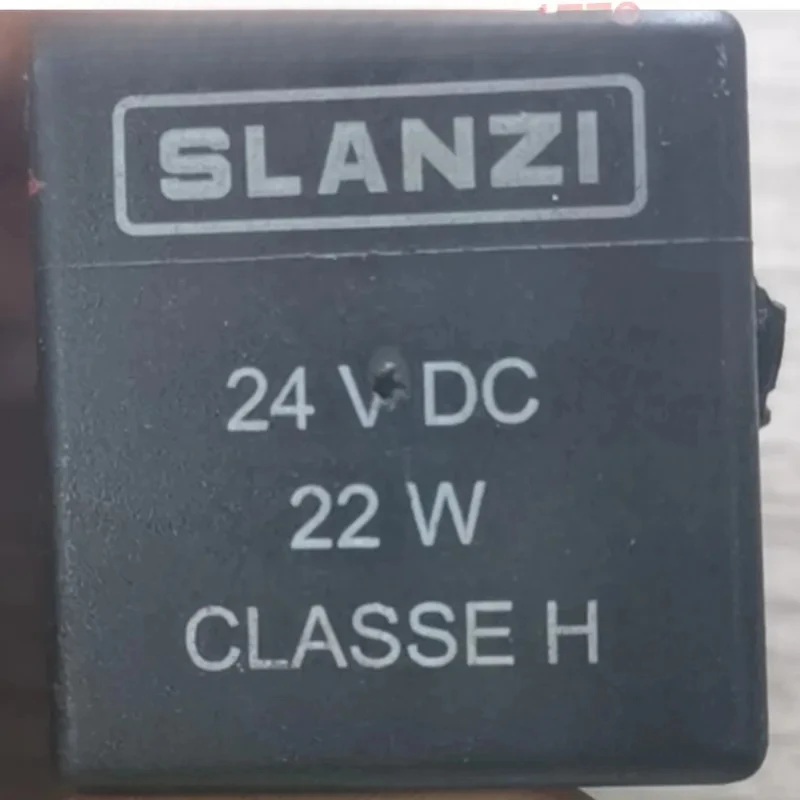 SLANZI
24 V DC
22 W
CLASSE H